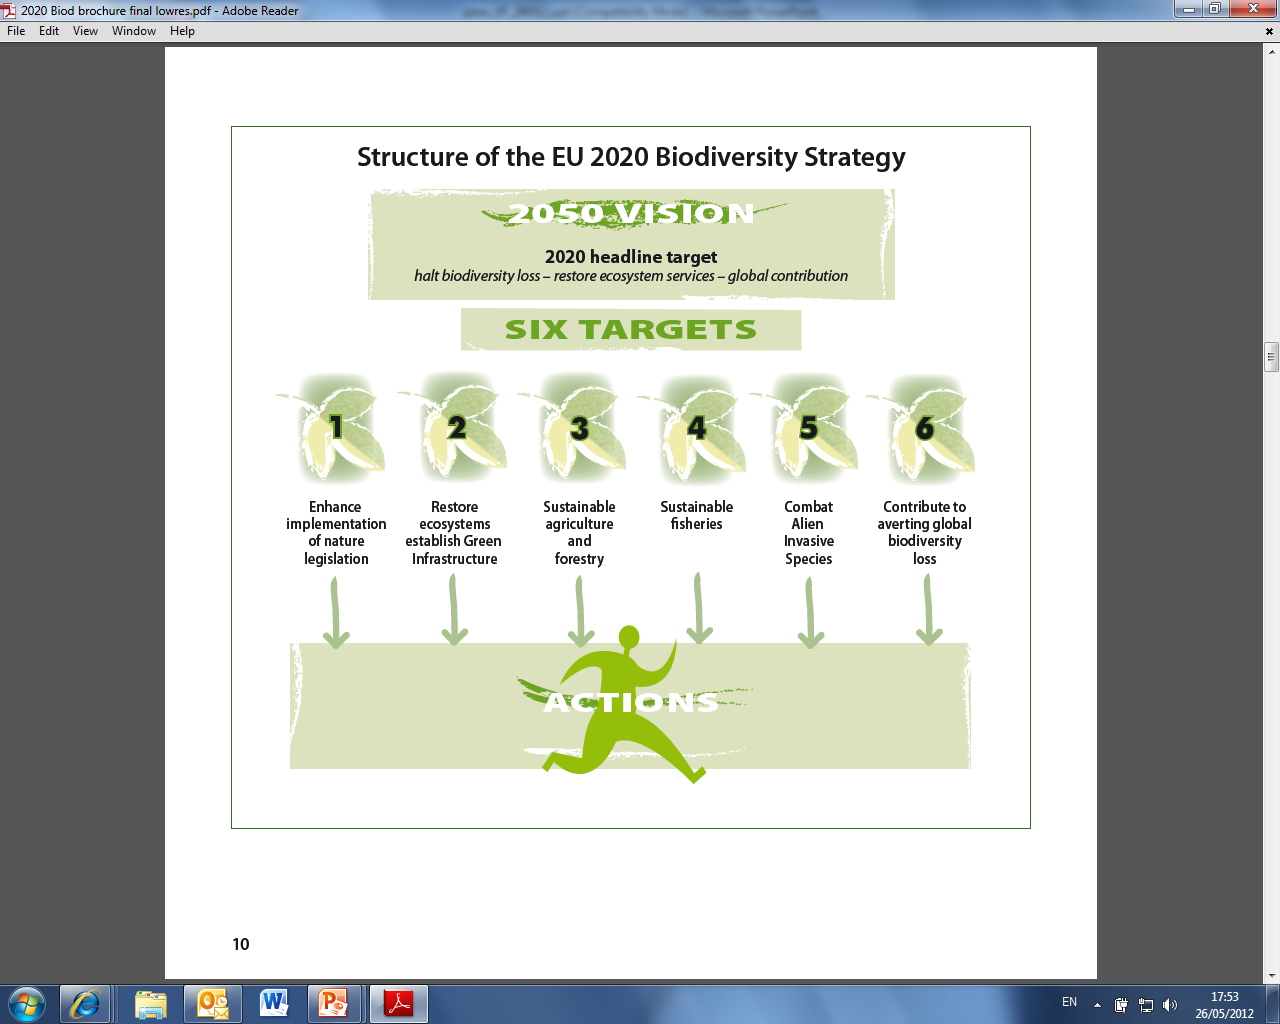 2020 Biod brochure final lowres.pdf - Adobe Reader
File Edit View Window Help
Structure of the EU 2020 Biodiversity Strategy
2050 VISION
2020 headline target
halt biodiversity loss – restore ecosystem services – global contribution
SIX TARGETS
1 2 3 4 5 6
Enhance
implementation
of nature
legislation
Restore
ecosystems
establish Green
Infrastructure
Sustainable
agriculture
and
forestry
Sustainable
fisheries
Combat
Alien
Invasive
Species
Contribute to
averting global
biodiversity
loss
ACTIONS
10
EN
17:53
26/05/2012